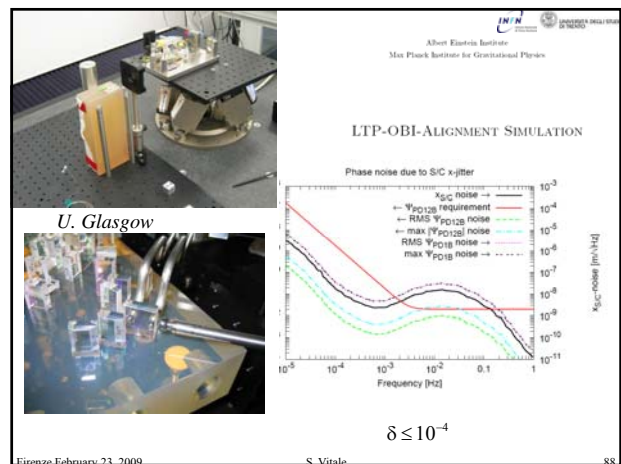 INFN
UNIVERSITÀ DEGLI STUDI
DI TRENTO
Albert Einstein Institute
Max Planck Institute for Gravitational Physics
LTP-OBI-ALIGNMENT SIMULATION
Phase noise due to S/C x-jitter
x_S/C noise →
← Ψ_PD12B requirement
← RMS Ψ_PD12B noise
← max |Ψ_PD12B| noise
RMS Ψ_PD1B noise →
max Ψ_PD1B noise →
10^-3
10^-4
10^-5
10^-6
10^-7
10^-8
10^-9
10^-10
10^-11
x_S/C-noise [m/√Hz]
10^-5
10^-4
10^-3
10^-2
0.1
1
Frequency [Hz]
U. Glasgow
δ ≤ 10^−4
Firenze February 23, 2009
S. Vitale
88